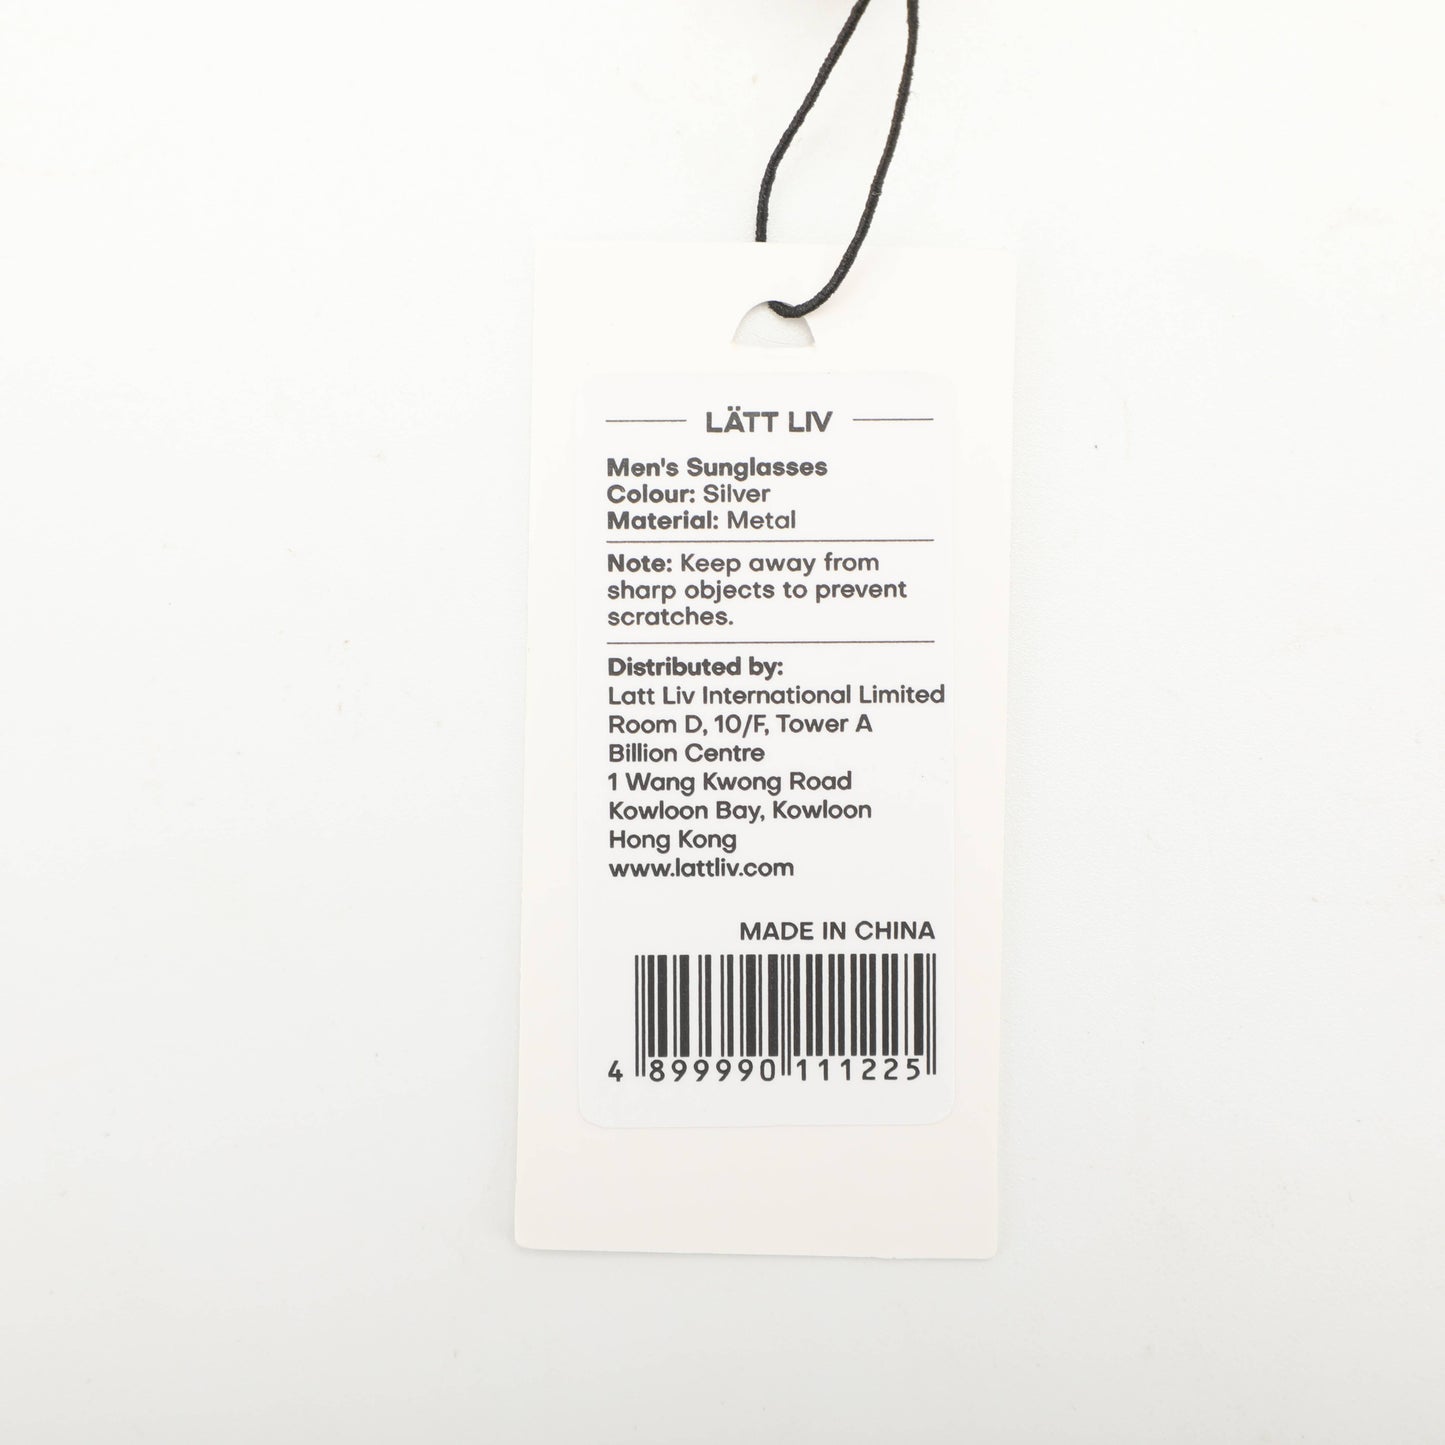 LÄTT LIV
Men's Sunglasses
Colour: Silver
Material: Metal
Note: Keep away from
sharp objects to prevent
scratches.
Distributed by:
Latt Liv International Limited
Room D, 10/F, Tower A
Billion Centre
1 Wang Kwong Road
Kowloon Bay, Kowloon
Hong Kong
www.lattliv.com
MADE IN CHINA
4 899990 111225